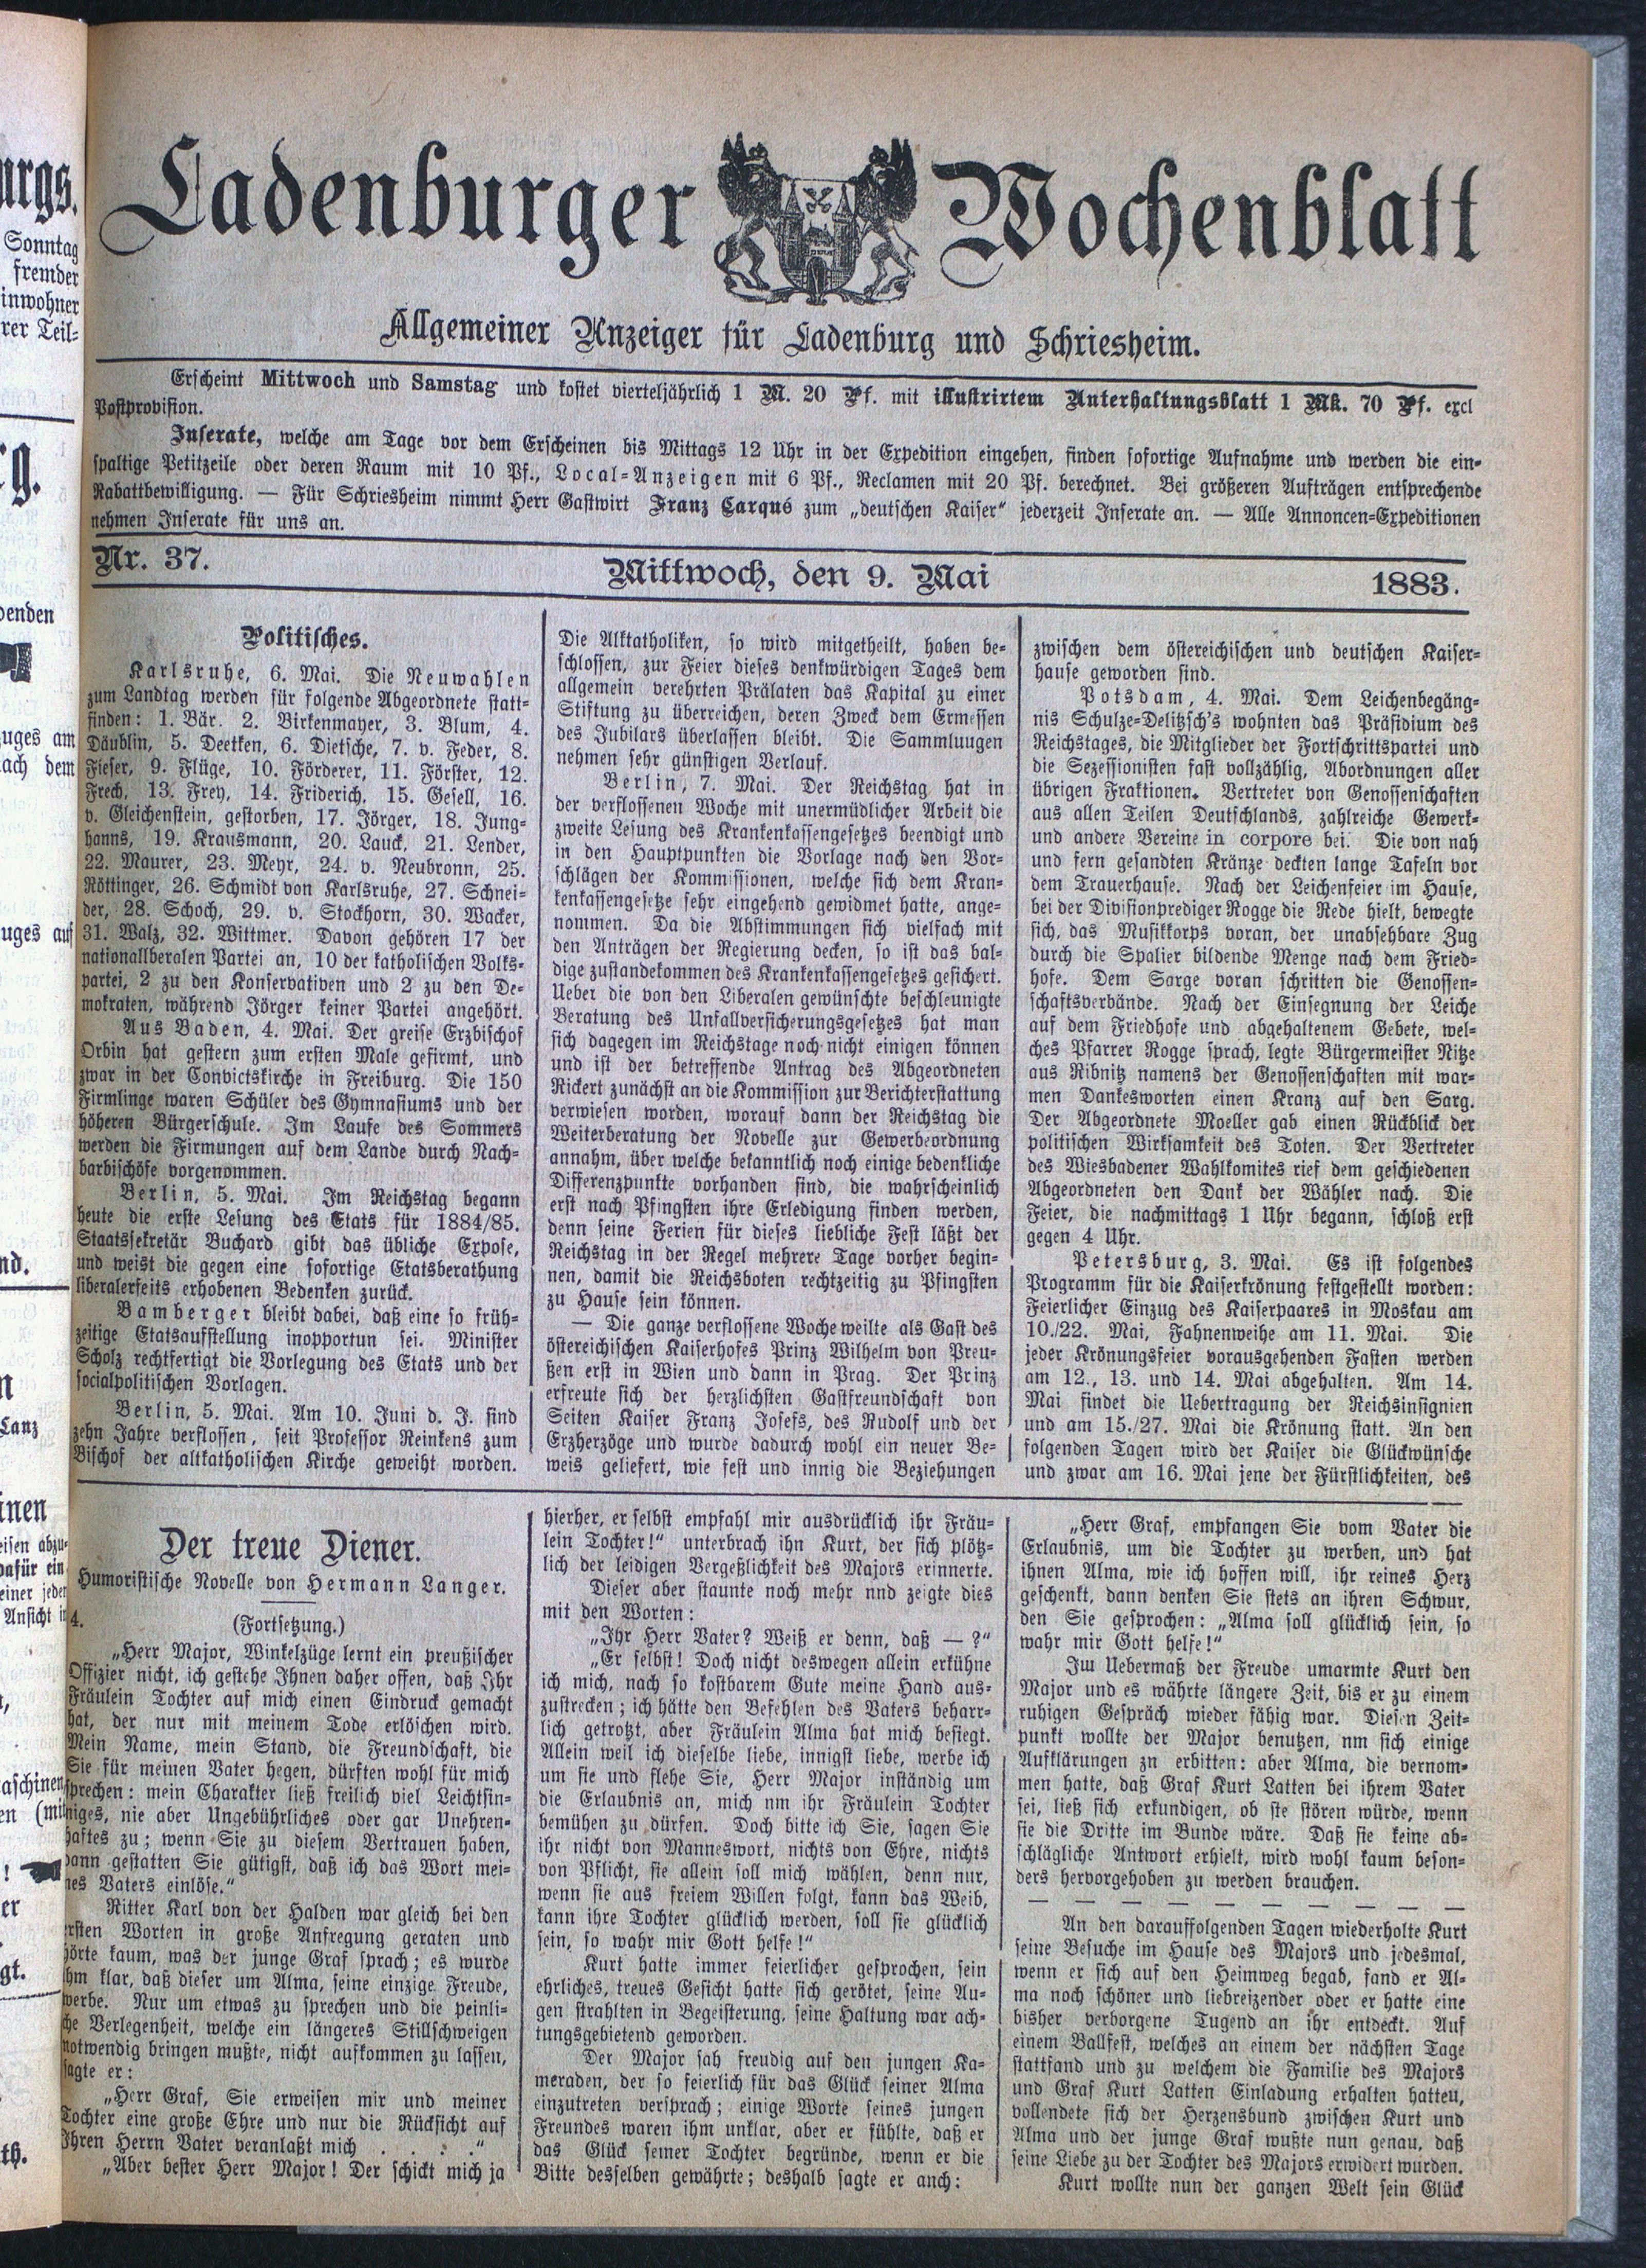 Ladenburger Wochenblatt
Allgemeiner Anzeiger für Ladenburg und Schriesheim.
Erscheint Mittwoch und Samstag und kostet vierteljährlich 1 M. 20 Pf. mit illustrirtem Unterhaltungsblatt 1 Mk. 70 Pf. excl
Postprovision.
Inserate, welche am Tage vor dem Erscheinen bis Mittags 12 Uhr in der Expedition eingehen, finden sofortige Aufnahme und werden die ein-
spaltige Petitzeile oder deren Raum mit 10 Pf., Local-Anzeigen mit 6 Pf., Reclamen mit 20 Pf. berechnet. Bei größeren Aufträgen entsprechende
Rabattbewilligung. — Für Schriesheim nimmt Herr Gastwirt Franz Carqué zum „deutschen Kaiser" jederzeit Inserate an. — Alle Annoncen-Expeditionen
nehmen Inserate für uns an.
Nr. 37. Mittwoch, den 9. Mai 1883.
Politisches.
Karlsruhe, 6. Mai. Die Neuwahlen
zum Landtag werden für folgende Abgeordnete statt-
finden: 1. Bär. 2. Birkenmayer, 3. Blum, 4.
Däublin, 5. Deetken, 6. Dietsche, 7. v. Feder, 8.
Fieser, 9. Flüge, 10. Förderer, 11. Förster, 12.
Frech, 13. Frey, 14. Friderich, 15. Gesell, 16.
v. Gleichenstein, gestorben, 17. Jörger, 18. Jung-
hanns, 19. Krausmann, 20. Lauck, 21. Lender,
22. Maurer, 23. Meyr, 24. v. Neubronn, 25.
Röttinger, 26. Schmidt von Karlsruhe, 27. Schnei-
der, 28. Schoch, 29. v. Stockhorn, 30. Wacker,
31. Walz, 32. Wittmer. Davon gehören 17 der
nationallberalen Partei an, 10 der katholischen Volks-
partei, 2 zu den Konservativen und 2 zu den De-
mokraten, während Jörger keiner Partei angehört.
Aus Baden, 4. Mai. Der greise Erzbischof
Orbin hat gestern zum ersten Male gefirmt, und
zwar in der Convictskirche in Freiburg. Die 150
Firmlinge waren Schüler des Gymnasiums und der
höheren Bürgerschule. Im Laufe des Sommers
werden die Firmungen auf dem Lande durch Nach-
barbischöfe vorgenommen.
Berlin, 5. Mai. Im Reichstag begann
heute die erste Lesung des Etats für 1884/85.
Staatssekretär Buchard gibt das übliche Expose,
und weist die gegen eine sofortige Etatsberathung
liberalerseits erhobenen Bedenken zurück.
Bamberger bleibt dabei, daß eine so früh-
zeitige Etatsaufstellung inopportun sei. Minister
Scholz rechtfertigt die Vorlegung des Etats und der
socialpolitischen Vorlagen.
Berlin, 5. Mai. Am 10. Juni d. J. sind
zehn Jahre verflossen, seit Professor Reinkens zum
Bischof der altkatholischen Kirche geweiht worden.
Die Alktatholiken, so wird mitgetheilt, haben be-
schlossen, zur Feier dieses denkwürdigen Tages dem
allgemein verehrten Prälaten das Kapital zu einer
Stiftung zu überreichen, deren Zweck dem Ermessen
des Jubilars überlassen bleibt. Die Sammluugen
nehmen sehr günstigen Verlauf.
Berlin, 7. Mai. Der Reichstag hat in
der verflossenen Woche mit unermüdlicher Arbeit die
zweite Lesung des Krankenkassengesetzes beendigt und
in den Hauptpunkten die Vorlage nach den Vor-
schlägen der Kommissionen, welche sich dem Kran-
kenkassengesetze sehr eingehend gewidmet hatte, ange-
nommen. Da die Abstimmungen sich vielfach mit
den Anträgen der Regierung decken, so ist das bal-
dige zustandekommen des Krankenkassengesetzes gesichert.
Ueber die von den Liberalen gewünschte beschleunigte
Beratung des Unfallversicherungsgesetzes hat man
sich dagegen im Reichstage noch nicht einigen können
und ist der betreffende Antrag des Abgeordneten
Rickert zunächst an die Kommission zur Berichterstattung
verwiesen worden, worauf dann der Reichstag die
Weiterberatung der Novelle zur Gewerbeordnung
annahm, über welche bekanntlich noch einige bedenkliche
Differenzpunkte vorhanden sind, die wahrscheinlich
erst nach Pfingsten ihre Erledigung finden werden,
denn seine Ferien für dieses liebliche Fest läßt der
Reichstag in der Regel mehrere Tage vorher begin-
nen, damit die Reichsboten rechtzeitig zu Pfingsten
zu Hause sein können.
— Die ganze verflossene Woche weilte als Gast des
östereichischen Kaiserhofes Prinz Wilhelm von Preu-
ßen erst in Wien und dann in Prag. Der Prinz
erfreute sich der herzlichsten Gastfreundschaft von
Seiten Kaiser Franz Josefs, des Rudolf und der
Erzherzöge und wurde dadurch wohl ein neuer Be-
weis geliefert, wie fest und innig die Beziehungen
zwischen dem östereichischen und deutschen Kaiser-
hause geworden sind.
Potsdam, 4. Mai. Dem Leichenbegäng-
nis Schulze-Delitzsch's wohnten das Präsidium des
Reichstages, die Mitglieder der Fortschrittspartei und
die Sezessionisten fast vollzählig, Abordnungen aller
übrigen Fraktionen. Vertreter von Genossenschaften
aus allen Teilen Deutschlands, zahlreiche Gewerk-
und andere Vereine in corpore bei. Die von nah
und fern gesandten Kränze deckten lange Tafeln vor
dem Trauerhause. Nach der Leichenfeier im Hause,
bei der Divisionprediger Rogge die Rede hielt, bewegte
sich, das Musikkorps voran, der unabsehbare Zug
durch die Spalier bildende Menge nach dem Fried-
hofe. Dem Sarge voran schritten die Genossen-
schaftsverbände. Nach der Einsegnung der Leiche
auf dem Friedhofe und abgehaltenem Gebete, wel-
ches Pfarrer Rogge sprach, legte Bürgermeister Nitze
aus Ribnitz namens der Genossenschaften mit war-
men Dankesworten einen Kranz auf den Sarg.
Der Abgeordnete Moeller gab einen Rückblick der
politischen Wirksamkeit des Toten. Der Vertreter
des Wiesbadener Wahlkomites rief dem geschiedenen
Abgeordneten den Dank der Wähler nach. Die
Feier, die nachmittags 1 Uhr begann, schloß erst
gegen 4 Uhr.
Petersburg, 3. Mai. Es ist folgendes
Programm für die Kaiserkrönung festgestellt worden:
Feierlicher Einzug des Kaiserpaares in Moskau am
10./22. Mai, Fahnenweihe am 11. Mai. Die
jeder Krönungsfeier vorausgehenden Fasten werden
am 12., 13. und 14. Mai abgehalten. Am 14.
Mai findet die Uebertragung der Reichsinsignien
und am 15./27. Mai die Krönung statt. An den
folgenden Tagen wird der Kaiser die Glückwünsche
und zwar am 16. Mai jene der Fürstlichkeiten, des
Der treue Diener.
Humoristische Novelle von Hermann Langer.
4.
(Fortsetzung.)
„Herr Major, Winkelzüge lernt ein preußischer
Offizier nicht, ich gestehe Ihnen daher offen, daß Ihr
Fräulein Tochter auf mich einen Eindruck gemacht
hat, der nur mit meinem Tode erlöschen wird.
Mein Name, mein Stand, die Freundschaft, die
Sie für meinen Vater hegen, dürften wohl für mich
sprechen: mein Charakter ließ freilich viel Leichtsin-
niges, nie aber Ungebührliches oder gar Unehren-
haftes zu; wenn Sie zu diesem Vertrauen haben,
dann gestatten Sie gütigst, daß ich das Wort mei-
nes Vaters einlöse."
Ritter Karl von der Halden war gleich bei den
ersten Worten in große Anfregung geraten und
hörte kaum, was der junge Graf sprach; es wurde
ihm klar, daß dieser um Alma, seine einzige Freude,
werbe. Nur um etwas zu sprechen und die peinli-
che Verlegenheit, welche ein längeres Stillschweigen
notwendig bringen mußte, nicht aufkommen zu lassen,
sagte er:
„Herr Graf, Sie erweisen mir und meiner
Tochter eine große Ehre und nur die Rücksicht auf
Ihren Herrn Vater veranlaßt mich . . . ."
„Aber bester Herr Major! Der schickt mich ja
hierher, er selbst empfahl mir ausdrücklich ihr Fräu-
lein Tochter!" unterbrach ihn Kurt, der sich plötz-
lich der leidigen Vergeßlichkeit des Majors erinnerte.
Dieser aber staunte noch mehr nnd zeigte dies
mit den Worten:
„Ihr Herr Vater? Weiß er denn, daß — ?"
„Er selbst! Doch nicht deswegen allein erkühne
ich mich, nach so kostbarem Gute meine Hand aus-
zustrecken; ich hätte den Befehlen des Vaters beharr-
lich getrotzt, aber Fräulein Alma hat mich besiegt.
Allein weil ich dieselbe liebe, innigst liebe, werbe ich
um sie und flehe Sie, Herr Major inständig um
die Erlaubnis an, mich nm ihr Fräulein Tochter
bemühen zu dürfen. Doch bitte ich Sie, sagen Sie
ihr nicht von Manneswort, nichts von Ehre, nichts
von Pflicht, sie allein soll mich wählen, denn nur,
wenn sie aus freiem Willen folgt, kann das Weib,
kann ihre Tochter glücklich werden, soll sie glücklich
sein, so wahr mir Gott helfe!"
Kurt hatte immer feierlicher gesprochen, sein
ehrliches, treues Gesicht hatte sich gerötet, seine Au-
gen strahlten in Begeisterung, seine Haltung war ach-
tungsgebietend geworden.
Der Major sah freudig auf den jungen Ka-
meraden, der so feierlich für das Glück seiner Alma
einzutreten versprach; einige Worte seines jungen
Freundes waren ihm unklar, aber er fühlte, daß er
das Glück seiner Tochter begründe, wenn er die
Bitte desselben gewährte; deshalb sagte er anch:
„Herr Graf, empfangen Sie vom Vater die
Erlaubnis, um die Tochter zu werben, und hat
ihnen Alma, wie ich hoffen will, ihr reines Herz
geschenkt, dann denken Sie stets an ihren Schwur,
den Sie gesprochen: „Alma soll glücklich sein, so
wahr mir Gott helfe!"
Im Uebermaß der Freude umarmte Kurt den
Major und es währte längere Zeit, bis er zu einem
ruhigen Gespräch wieder fähig war. Diesen Zeit-
punkt wollte der Major benutzen, nm sich einige
Aufklärungen zu erbitten: aber Alma, die vernom-
men hatte, daß Graf Kurt Latten bei ihrem Vater
sei, ließ sich erkundigen, ob ste stören würde, wenn
sie die Dritte im Bunde wäre. Daß sie keine ab-
schlägliche Antwort erhielt, wird wohl kaum beson-
ders hervorgehoben zu werden brauchen.
— — — — — — — — —
An den darauffolgenden Tagen wiederholte Kurt
seine Besuche im Hause des Majors und jedesmal,
wenn er sich auf den Heimweg begab, fand er Al-
ma noch schöner und liebreizender oder er hatte eine
bisher verborgene Tugend an ihr entdeckt. Auf
einem Ballfest, welches an einem der nächsten Tage
stattfand und zu welchem die Familie des Majors
und Graf Kurt Latten Einladung erhalten hatteu,
vollendete sich der Herzensbund zwischen Kurt und
Alma und der junge Graf wußte nun genau, daß
seine Liebe zu der Tochter des Majors erwidert wurden.
Kurt wollte nun der ganzen Welt sein Glück